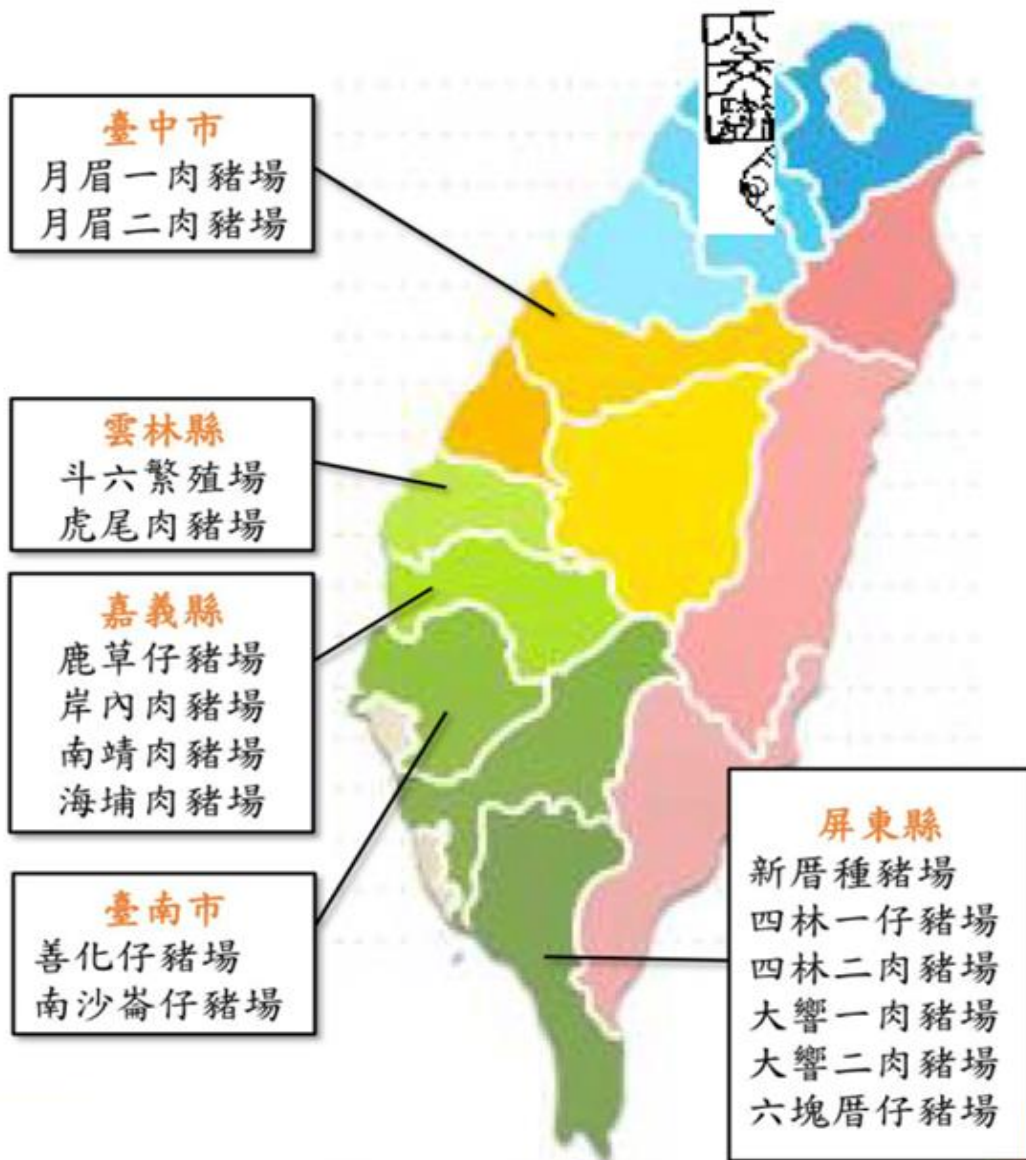 臺中市
月眉一肉豬場
月眉二肉豬場
雲林縣
斗六繁殖場
虎尾肉豬場
嘉義縣
鹿草仔豬場
岸內肉豬場
南靖肉豬場
海埔肉豬場
臺南市
善化仔豬場
南沙崙仔豬場
屏東縣
新厝種豬場
四林一仔豬場
四林二肉豬場
大響一肉豬場
大響二肉豬場
六塊厝仔豬場